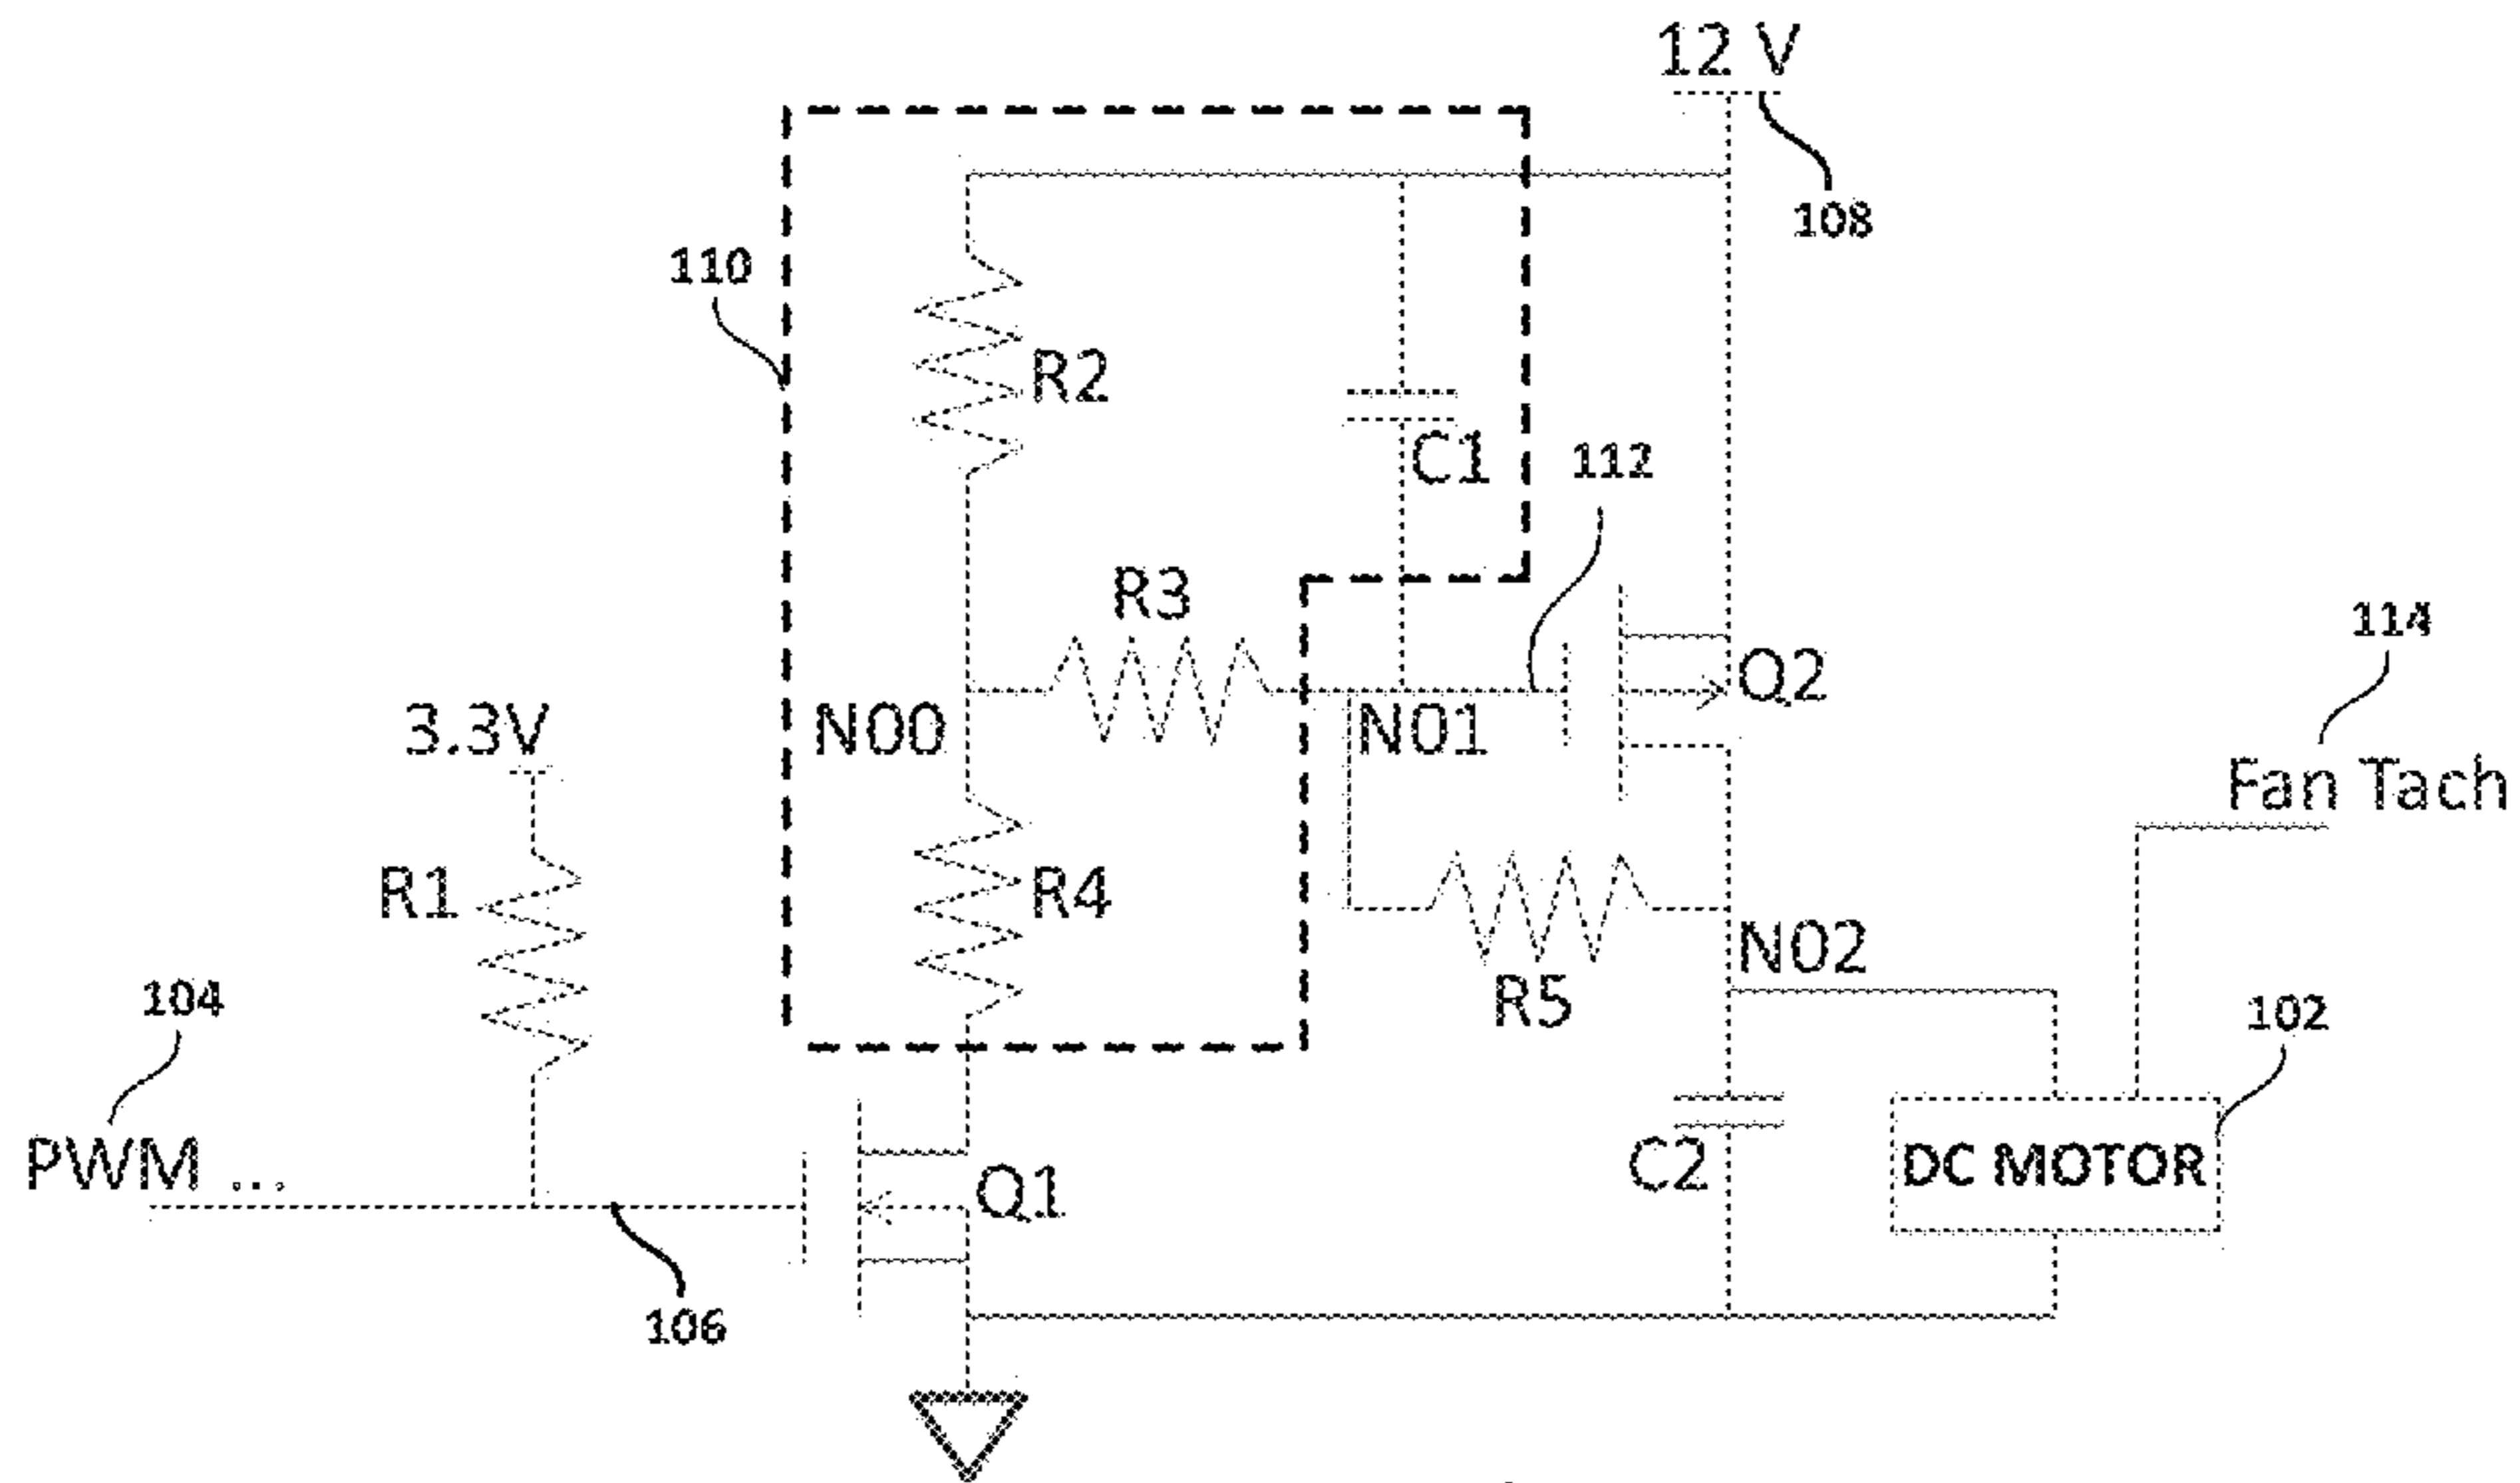 12 V
108
110
R2
C1
112
R3
114
Q2
3.3V
N00
N01
Fan Tach
R1
R4
N02
104
R5
102
PWM ...
C2
DC MOTOR
Q1
106